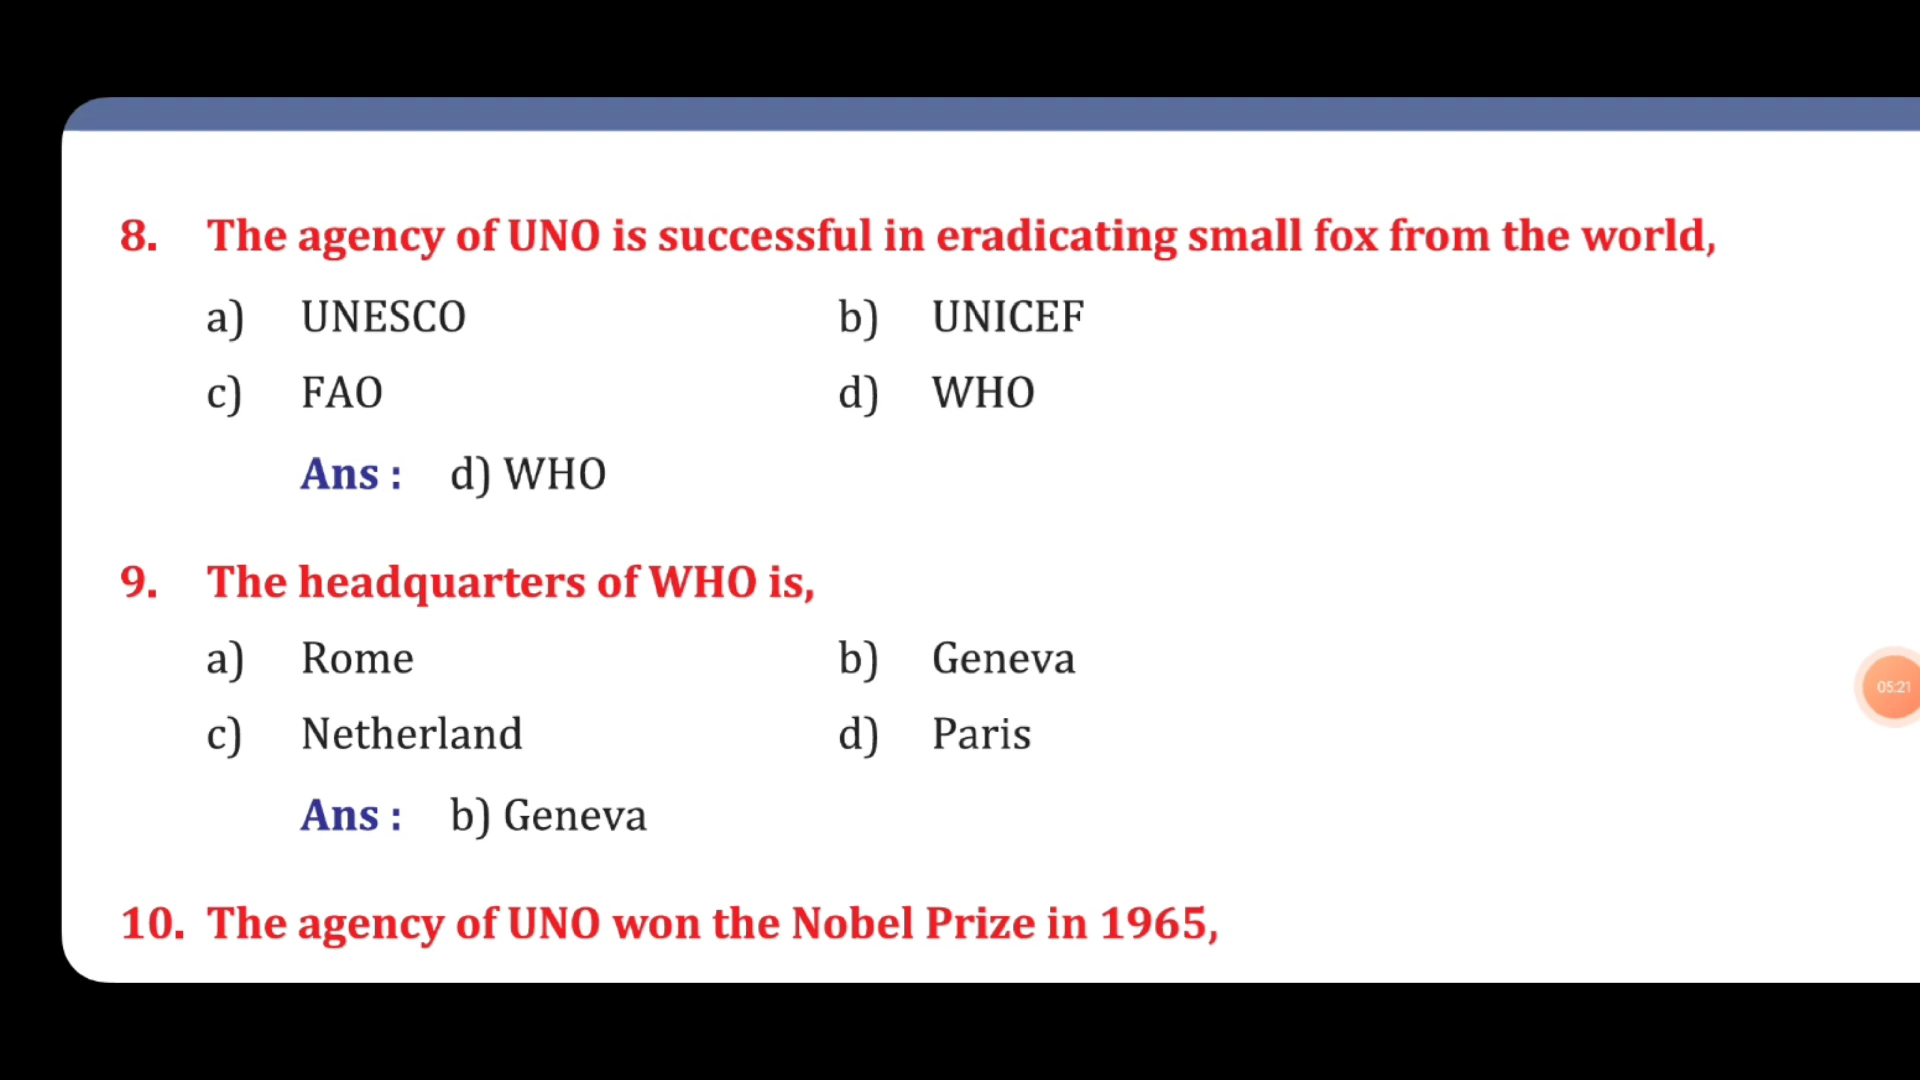 8. The agency of UNO is successful in eradicating small fox from the world,
a) UNESCO b) UNICEF
c) FAO d) WHO
Ans : d) WHO
9. The headquarters of WHO is,
a) Rome b) Geneva
c) Netherland d) Paris
05:21
Ans : b) Geneva
10. The agency of UNO won the Nobel Prize in 1965,